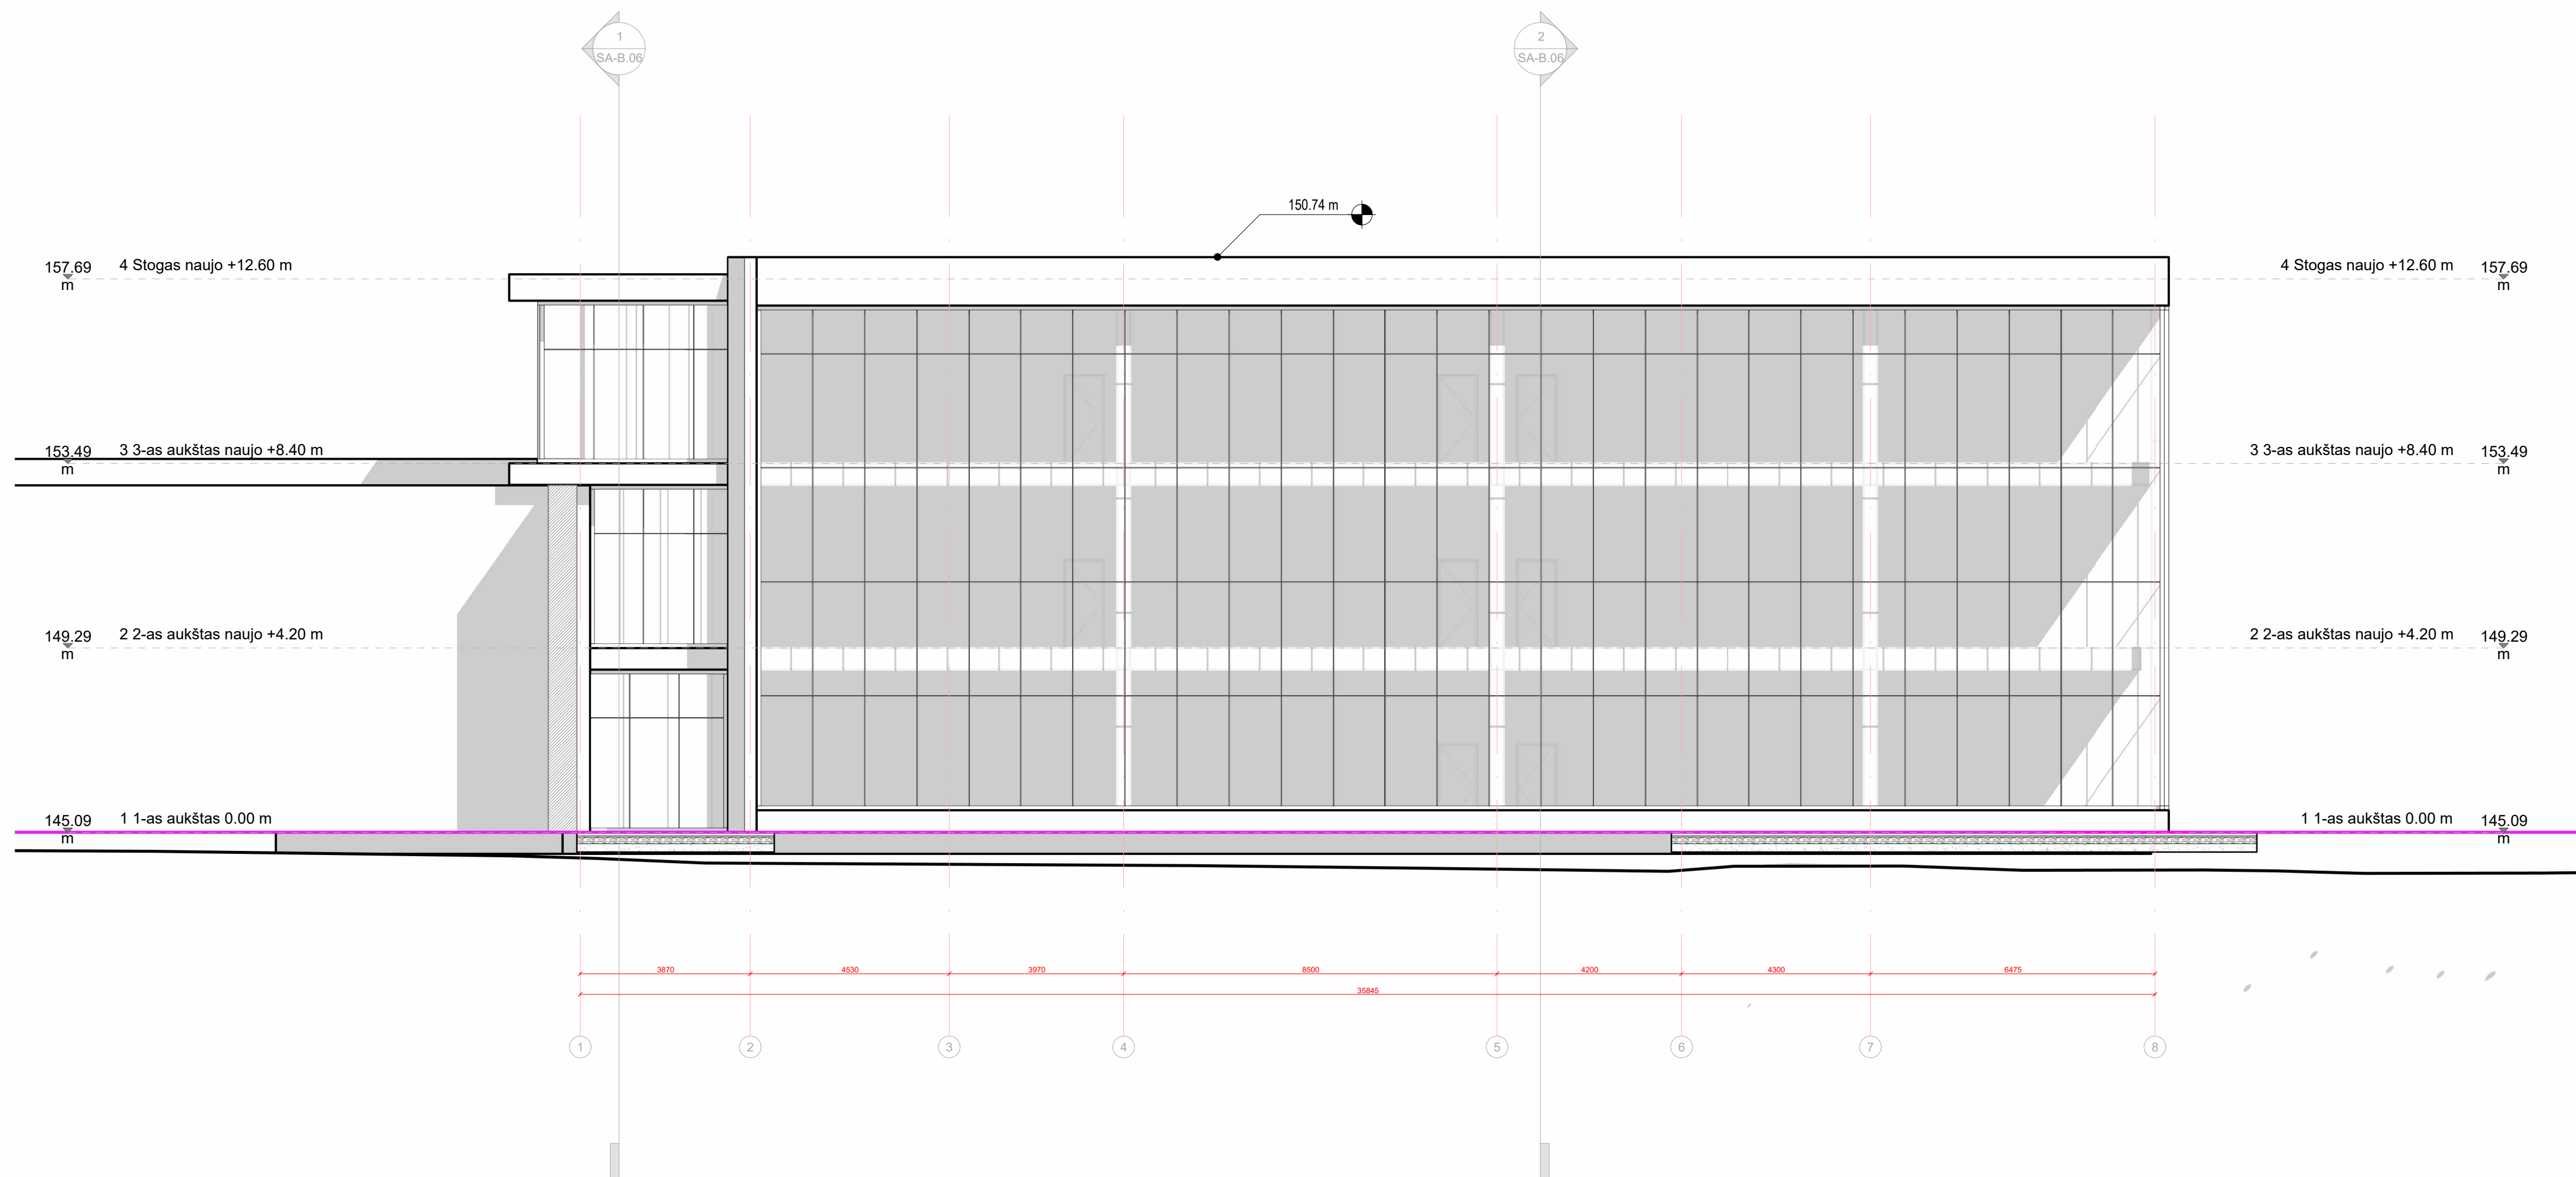 1
SA-B.06
2
SA-B.06
150.74 m
157.69
m
4 Stogas naujo +12.60 m
4 Stogas naujo +12.60 m
157.69
m
153.49
m
3 3-as aukštas naujo +8.40 m
3 3-as aukštas naujo +8.40 m
153.49
m
149.29
m
2 2-as aukštas naujo +4.20 m
2 2-as aukštas naujo +4.20 m
149.29
m
145.09
m
1 1-as aukštas 0.00 m
1 1-as aukštas 0.00 m
145.09
m
3870
4530
3970
8500
4200
4300
6475
35845
1
2
3
4
5
6
7
8